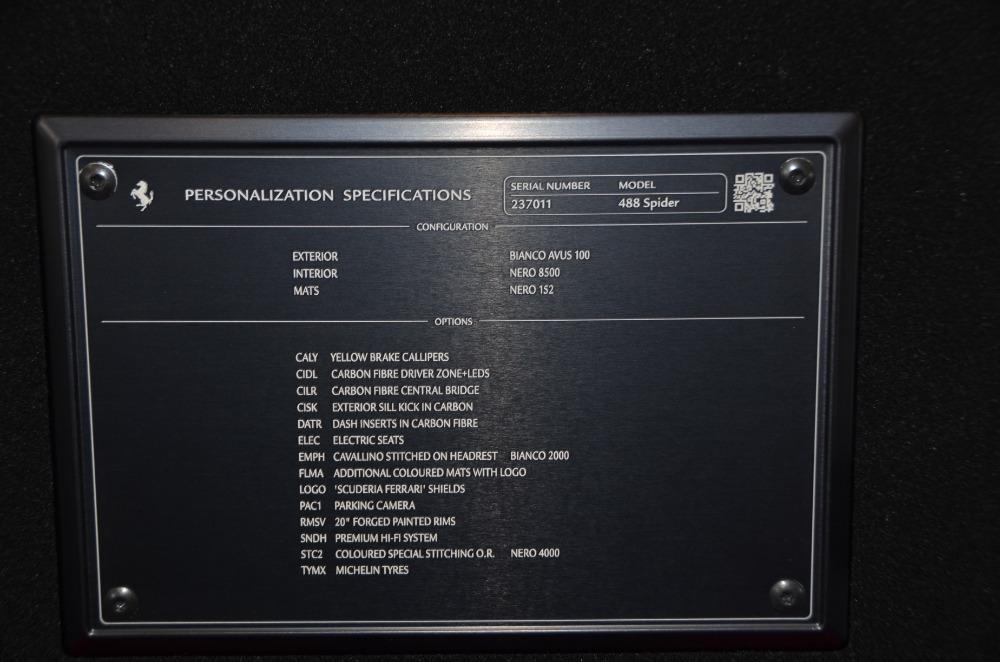 PERSONALIZATION SPECIFICATIONS
SERIAL NUMBER MODEL
237011 488 Spider
CONFIGURATION
EXTERIOR BIANCO AVUS 100
INTERIOR NERO 8500
MATS NERO 152
OPTIONS
CALY YELLOW BRAKE CALLIPERS
CIDL CARBON FIBRE DRIVER ZONE+LEDS
CILR CARBON FIBRE CENTRAL BRIDGE
CISK EXTERIOR SILL KICK IN CARBON
DATR DASH INSERTS IN CARBON FIBRE
ELEC ELECTRIC SEATS
EMPH CAVALLINO STITCHED ON HEADREST BIANCO 2000
FLMA ADDITIONAL COLOURED MATS WITH LOGO
LOGO 'SCUDERIA FERRARI' SHIELDS
PAC1 PARKING CAMERA
RMSV 20" FORGED PAINTED RIMS
SNDH PREMIUM HI-FI SYSTEM
STC2 COLOURED SPECIAL STITCHING O.R. NERO 4000
TYMX MICHELIN TYRES